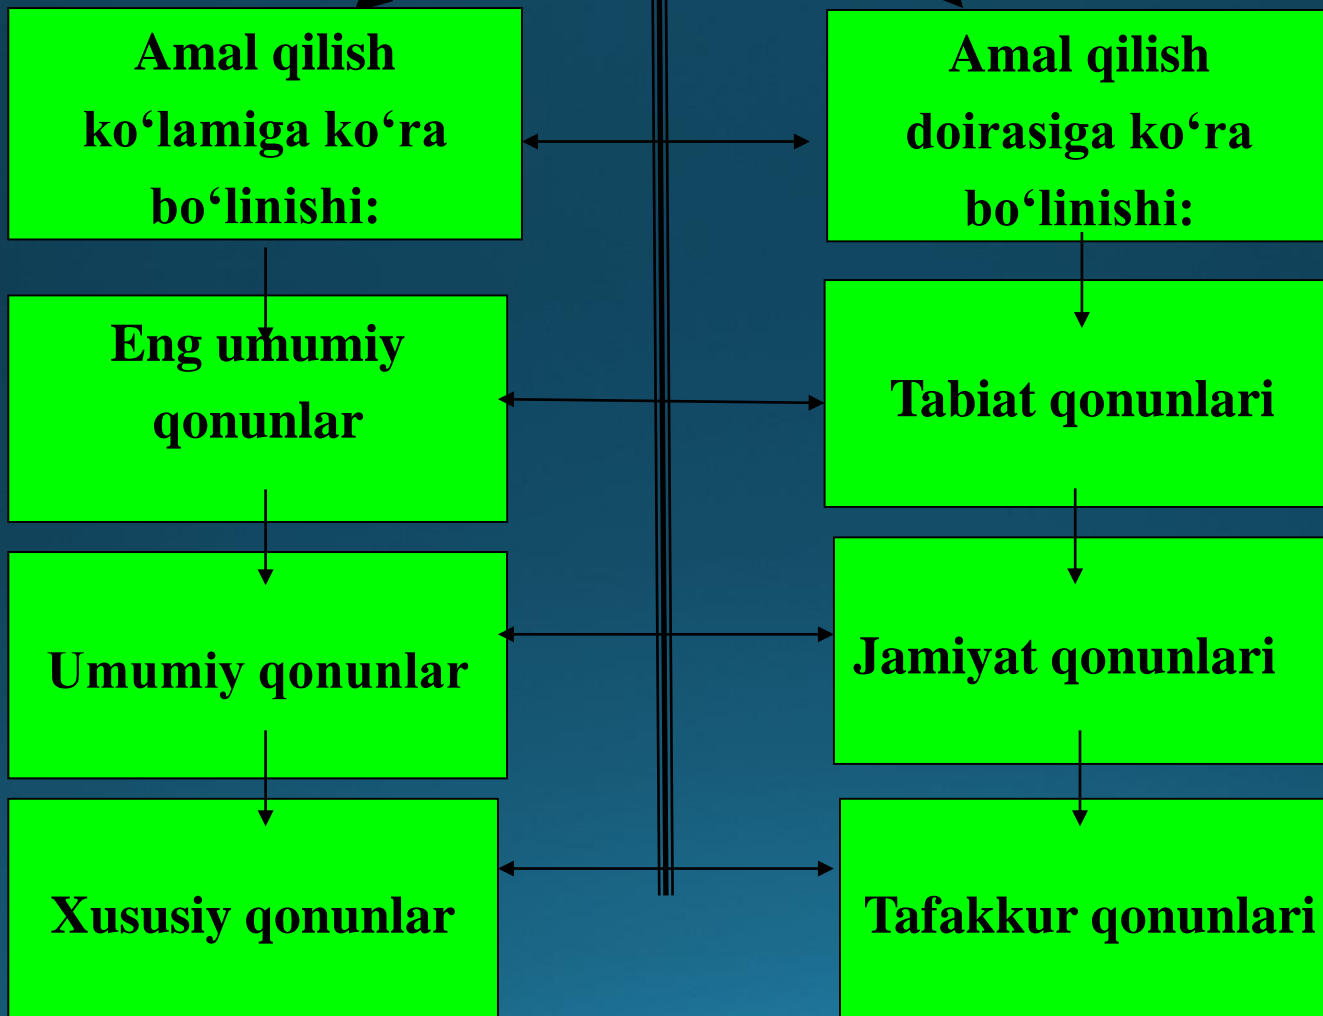 Amal qilish
ko‘lamiga ko‘ra
bo‘linishi:
Eng umumiy
qonunlar
Umumiy qonunlar
Xususiy qonunlar
Amal qilish
doirasiga ko‘ra
bo‘linishi:
Tabiat qonunlari
Jamiyat qonunlari
Tafakkur qonunlari